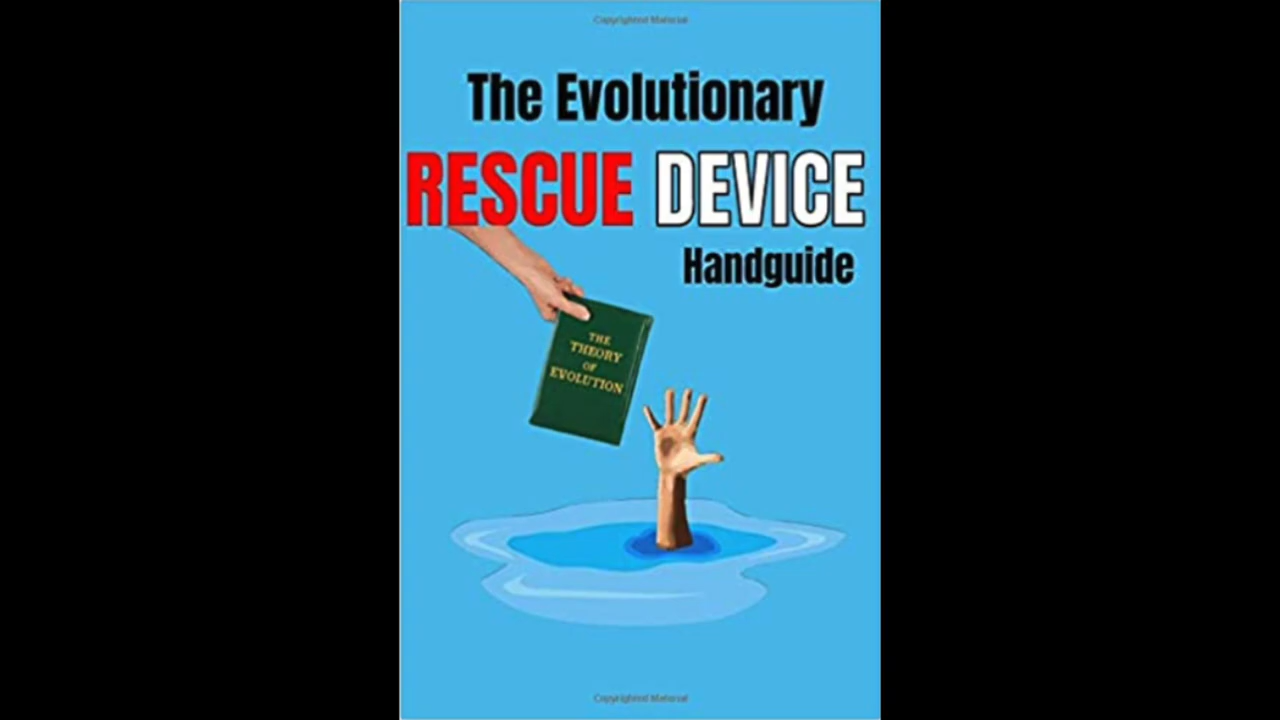 Copyrighted Material
The Evolutionary
RESCUE DEVICE
Handguide
THE
THEORY
OF
EVOLUTION
Copyrighted Material